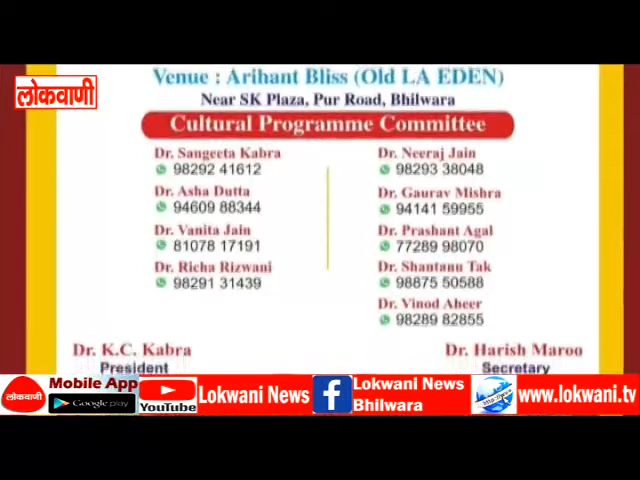 लोकवाणी
Venue : Arihant Bliss (Old LA EDEN)
Near SK Plaza, Pur Road, Bhilwara
Cultural Programme Committee
Dr. Sangeeta Kabra
98292 41612
Dr. Asha Dutta
94609 88344
Dr. Vanita Jain
81078 17191
Dr. Richa Rizwani
98291 31439
Dr. Neeraj Jain
98293 38048
Dr. Gaurav Mishra
94141 59955
Dr. Prashant Agal
77289 98070
Dr. Shantanu Tak
98875 50588
Dr. Vinod Aheer
98289 82855
Dr. K.C. Kabra
President
Dr. Harish Maroo
Secretary
लोकवाणी
Mobile App
Google play
YouTube
Lokwani News
Lokwani News
Bhilwara
www.lokwani.tv